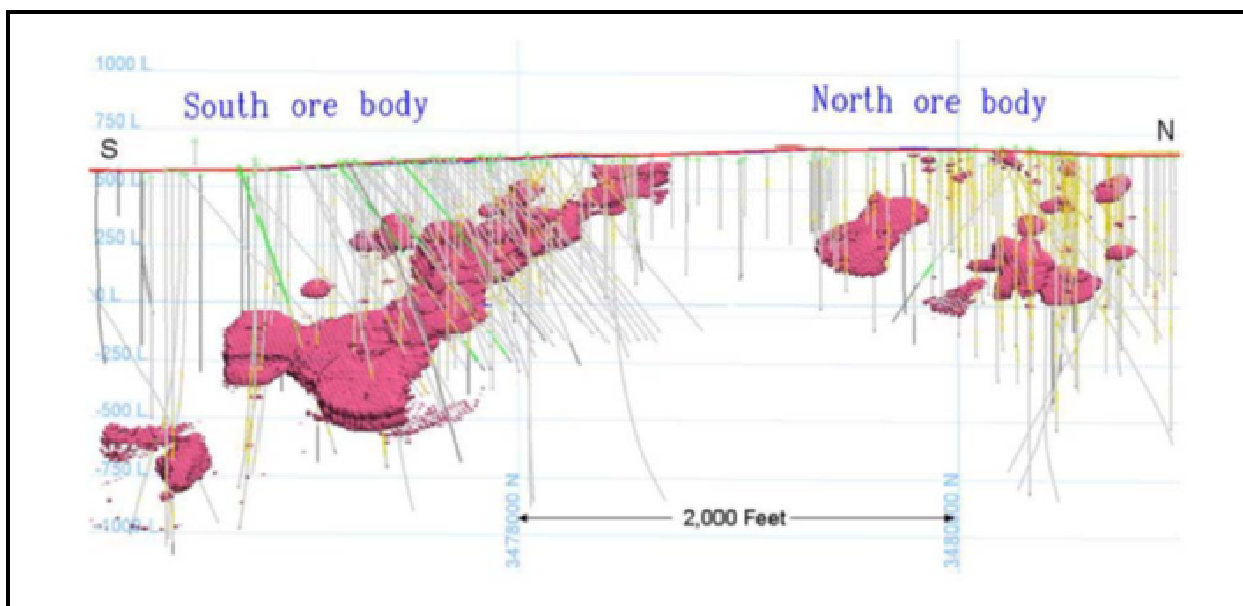 1000 L
South ore body
North ore body
750 L
S
N
500 L
250 L
0 L
-250 L
-500 L
-750 L
-1000 L
2,000 Feet
3478000 N
3480000 N